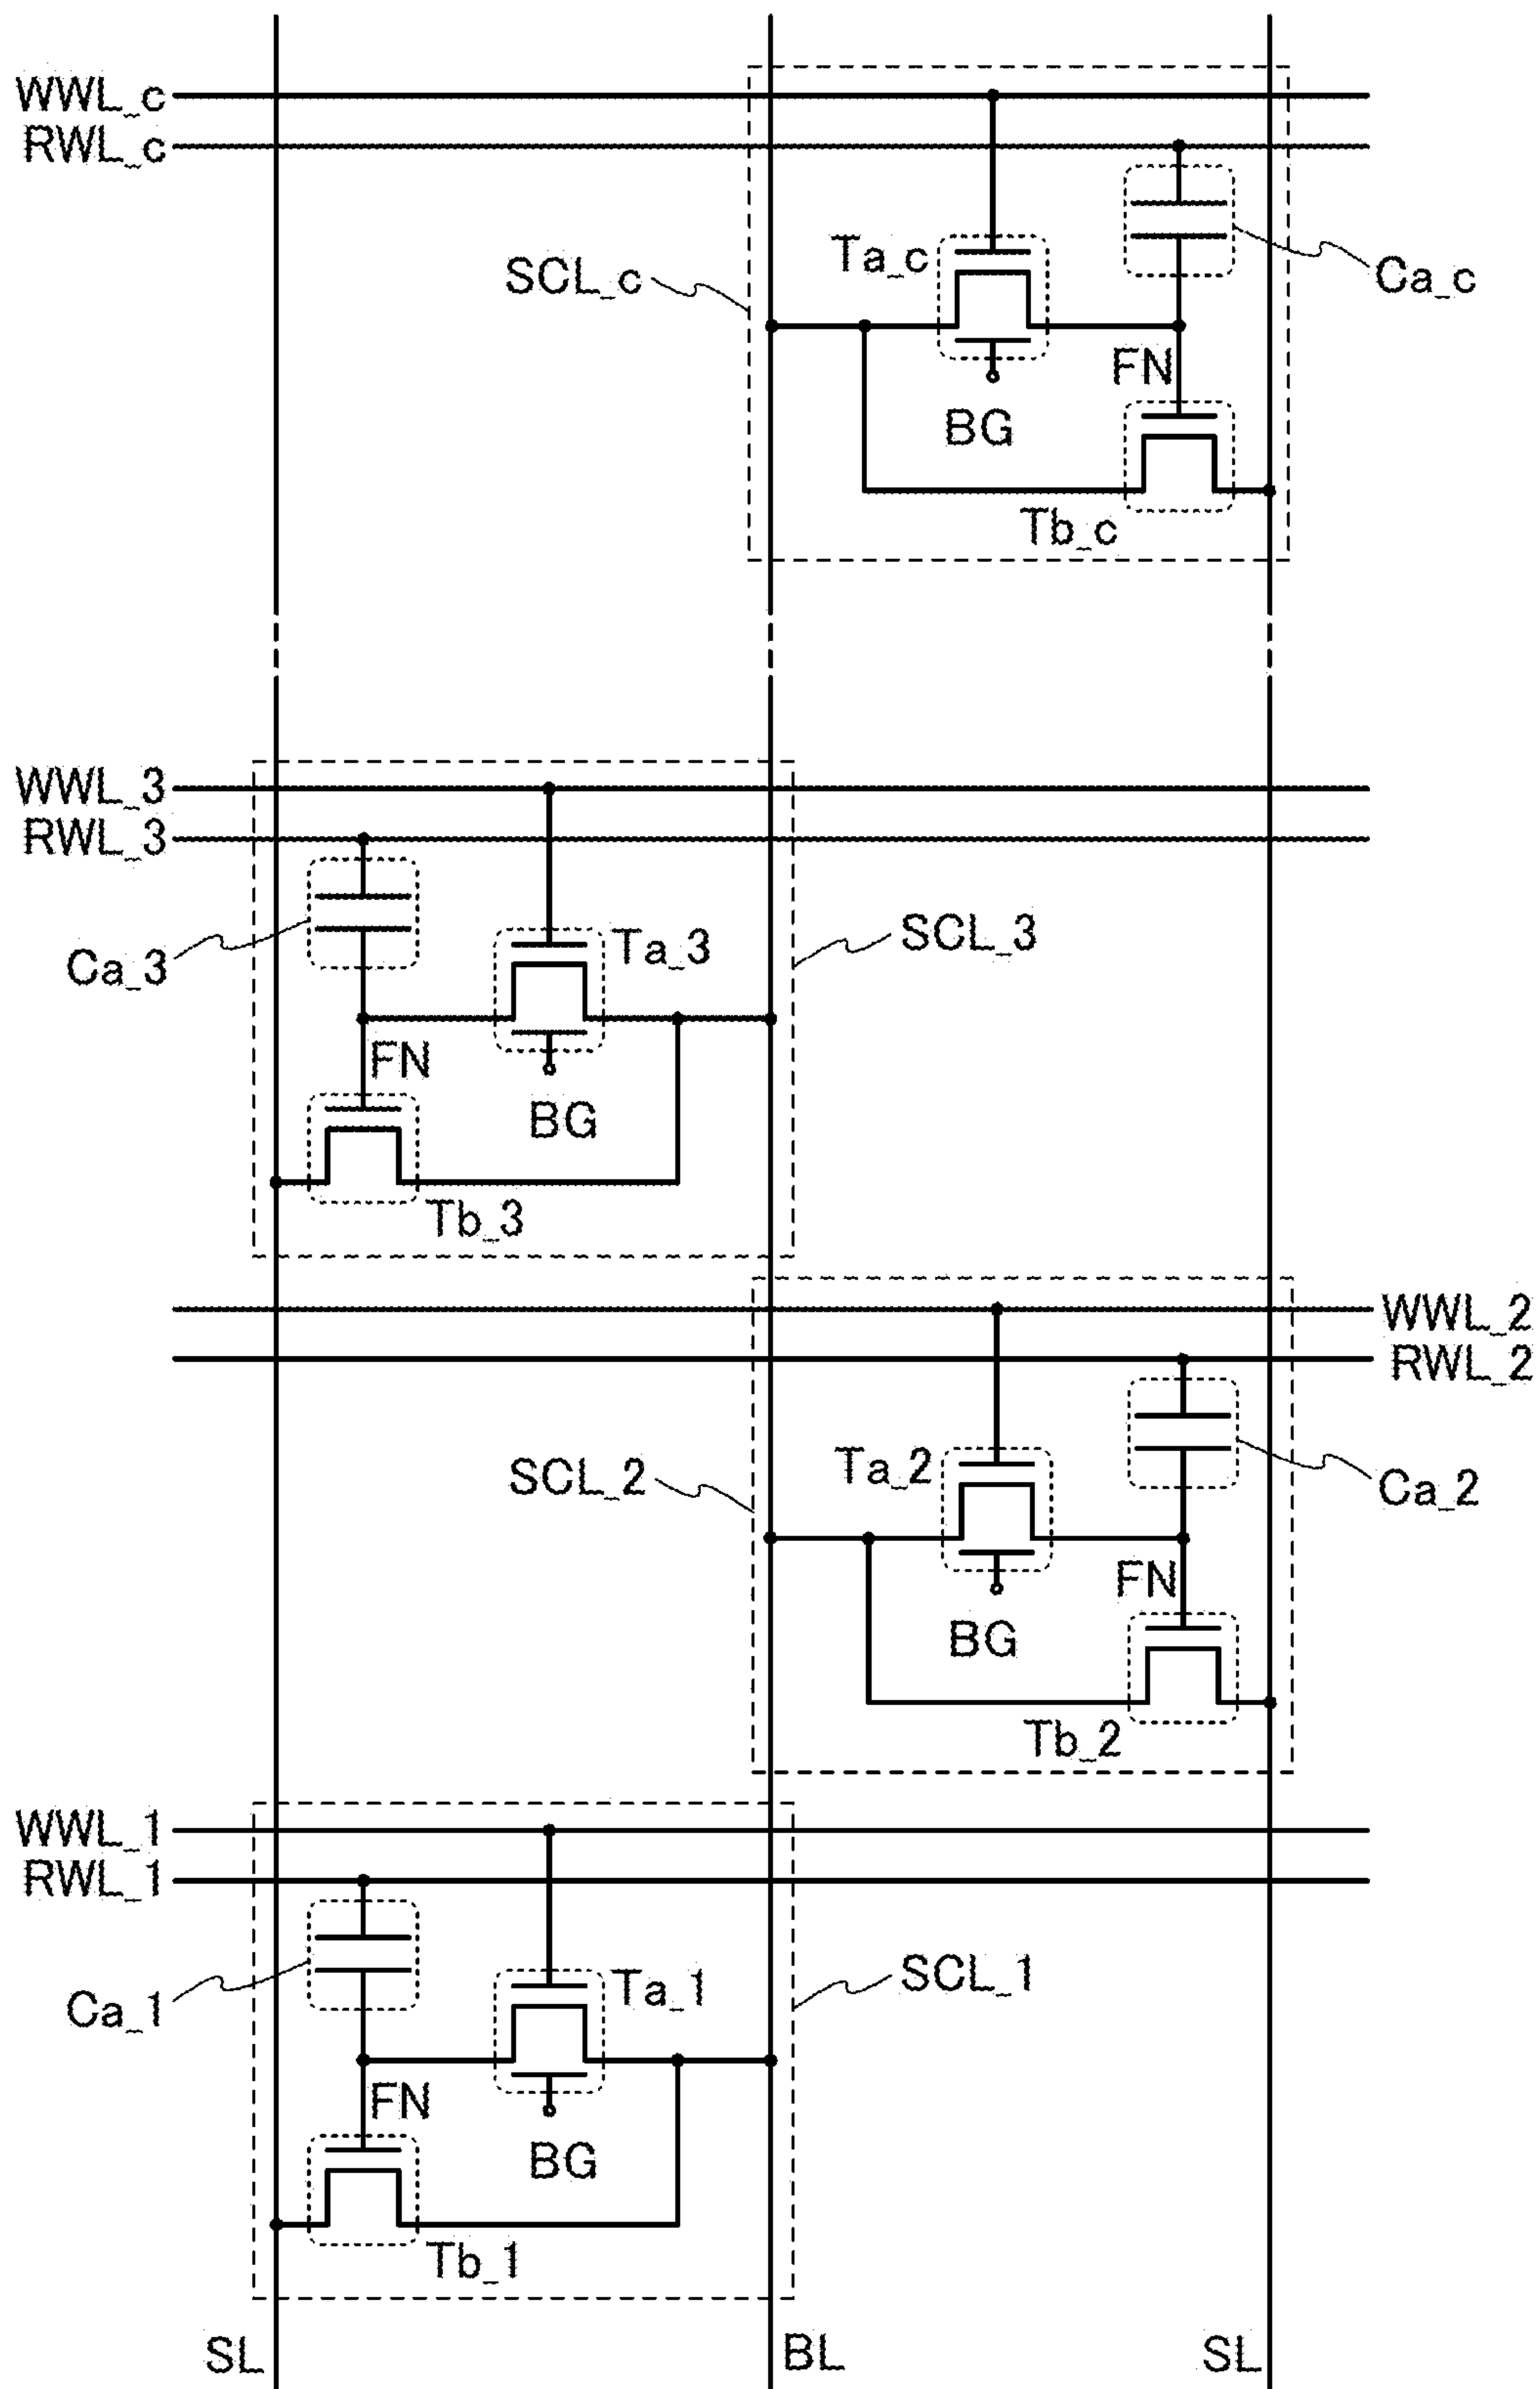 WWL_c
RWL_c
Ta_c
SCL_c
Ca_c
FN
BG
Tb_c
WWL_3
RWL_3
Ta_3
SCL_3
Ca_3
FN
BG
Tb_3
WWL_2
RWL_2
Ta_2
SCL_2
Ca_2
FN
BG
Tb_2
WWL_1
RWL_1
Ta_1
SCL_1
Ca_1
FN
BG
Tb_1
SL
BL
SL